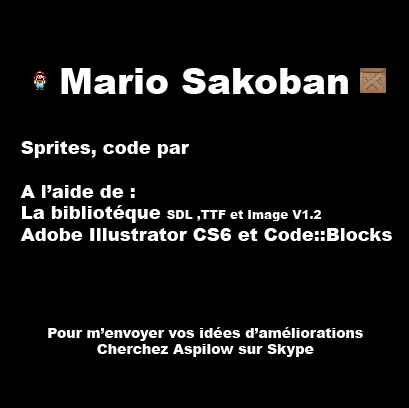 Mario Sakoban
Sprites, code par
A l’aide de :
La bibliotéque SDL ,TTF et Image V1.2
Adobe Illustrator CS6 et Code::Blocks
Pour m’envoyer vos idées d’améliorations
Cherchez Aspilow sur Skype